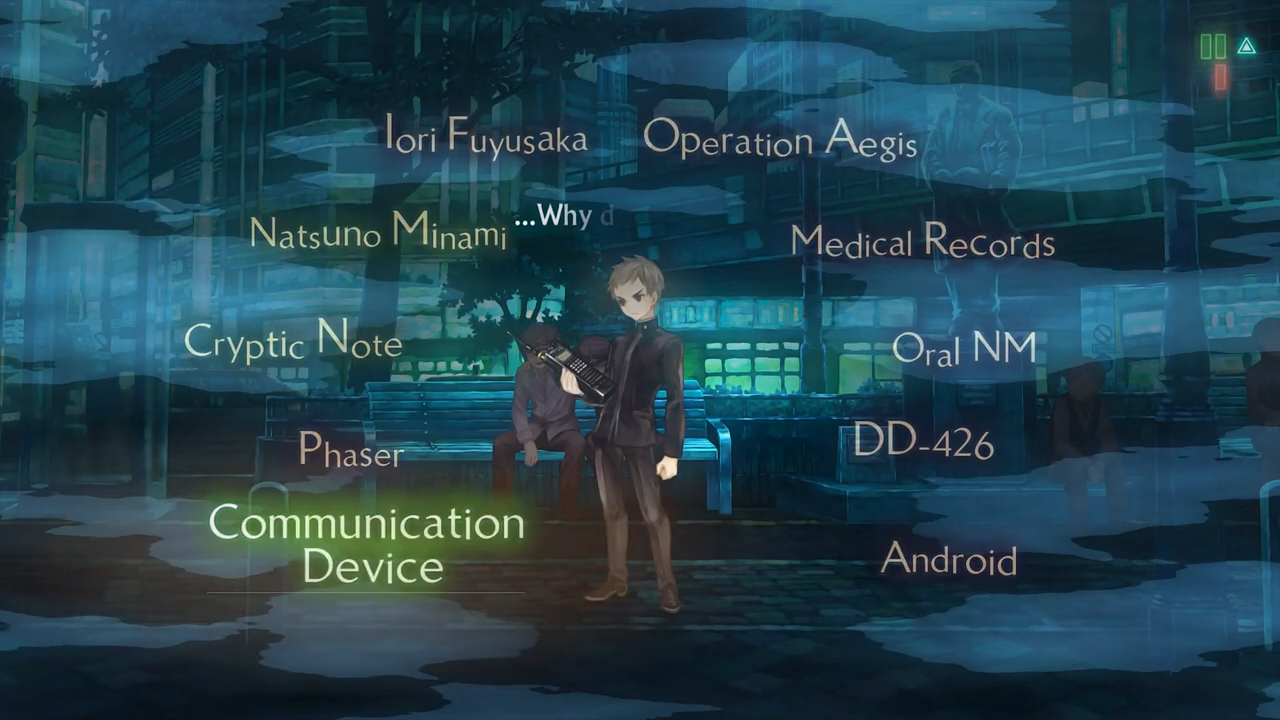 Iori Fuyusaka
Operation Aegis
Natsuno Minami
...Why d
Medical Records
Cryptic Note
Oral NM
Phaser
DD-426
Communication
Device
Android